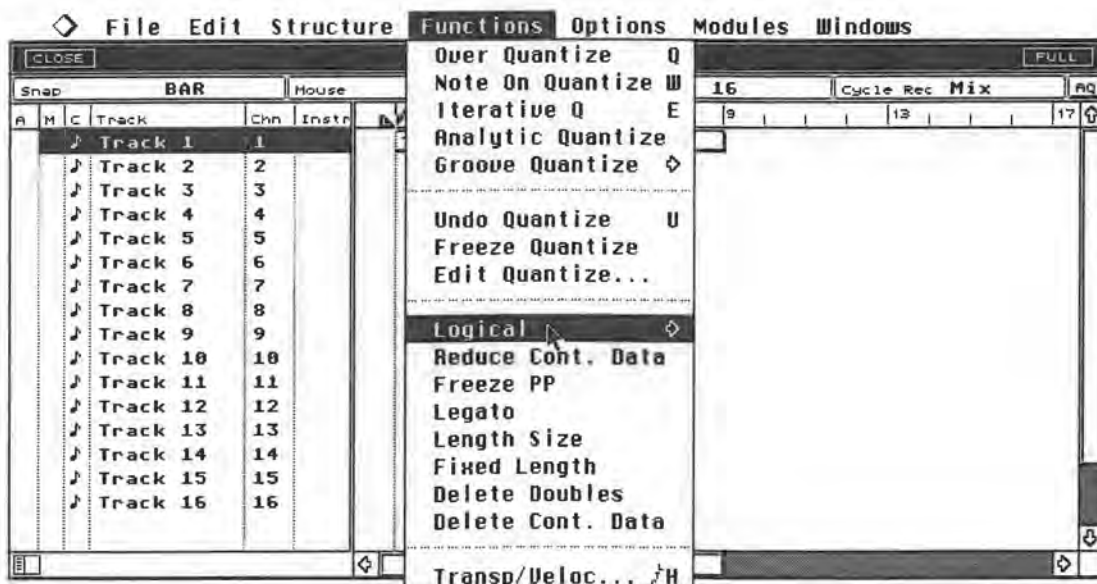 File Edit Structure Functions Options Modules Windows
CLOSE FULL
Snap BAR Mouse 16 Cycle Rec Mix AQ
A M C Track Chn Instr 9 13 17
Track 1 1
Track 2 2
Track 3 3
Track 4 4
Track 5 5
Track 6 6
Track 7 7
Track 8 8
Track 9 9
Track 10 10
Track 11 11
Track 12 12
Track 13 13
Track 14 14
Track 15 15
Track 16 16
Over Quantize Q
Note On Quantize W
Iterative Q E
Analytic Quantize
Groove Quantize
Undo Quantize U
Freeze Quantize
Edit Quantize...
Logical
Reduce Cont. Data
Freeze PP
Legato
Length Size
Fixed Length
Delete Doubles
Delete Cont. Data
Transp/Veloc... H